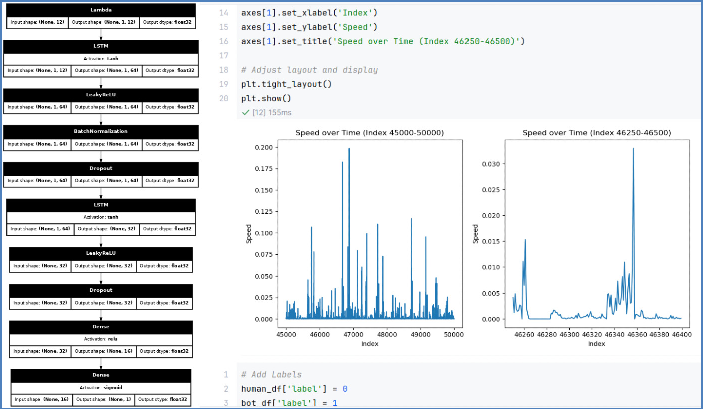 Lambda
Input shape: (None, 12) Output shape: (None, 1, 12) Output dtype: float32
LSTM
Activation: tanh
Input shape: (None, 1, 12) Output shape: (None, 1, 64) Output dtype: float32
LeakyReLU
Input shape: (None, 1, 64) Output shape: (None, 1, 64) Output dtype: float32
BatchNormalization
Input shape: (None, 1, 64) Output shape: (None, 1, 64) Output dtype: float32
Dropout
Input shape: (None, 1, 64) Output shape: (None, 1, 64) Output dtype: float32
LSTM
Activation: tanh
Input shape: (None, 1, 64) Output shape: (None, 32) Output dtype: float32
LeakyReLU
Input shape: (None, 32) Output shape: (None, 32) Output dtype: float32
Dropout
Input shape: (None, 32) Output shape: (None, 32) Output dtype: float32
Dense
Activation: relu
Input shape: (None, 32) Output shape: (None, 16) Output dtype: float32
Dense
Activation: sigmoid
Input shape: (None, 16) Output shape: (None, 1) Output dtype: float32
14 axes[1].set_xlabel('Index')
15 axes[1].set_ylabel('Speed')
16 axes[1].set_title('Speed over Time (Index 46250-46500)')
17
18 # Adjust layout and display
19 plt.tight_layout()
20 plt.show()
✓ [12] 155ms
Speed over Time (Index 45000-50000)
0.200
0.175
0.150
0.125
0.100
0.075
0.050
0.025
0.000
Speed
45000 46000 47000 48000 49000 50000
Index
Speed over Time (Index 46250-46500)
0.030
0.025
0.020
0.015
0.010
0.005
0.000
Speed
46260 46280 46300 46320 46340 46360 46380 46400
Index
1 # Add Labels
2 human_df['label'] = 0
3 bot_df['label'] = 1